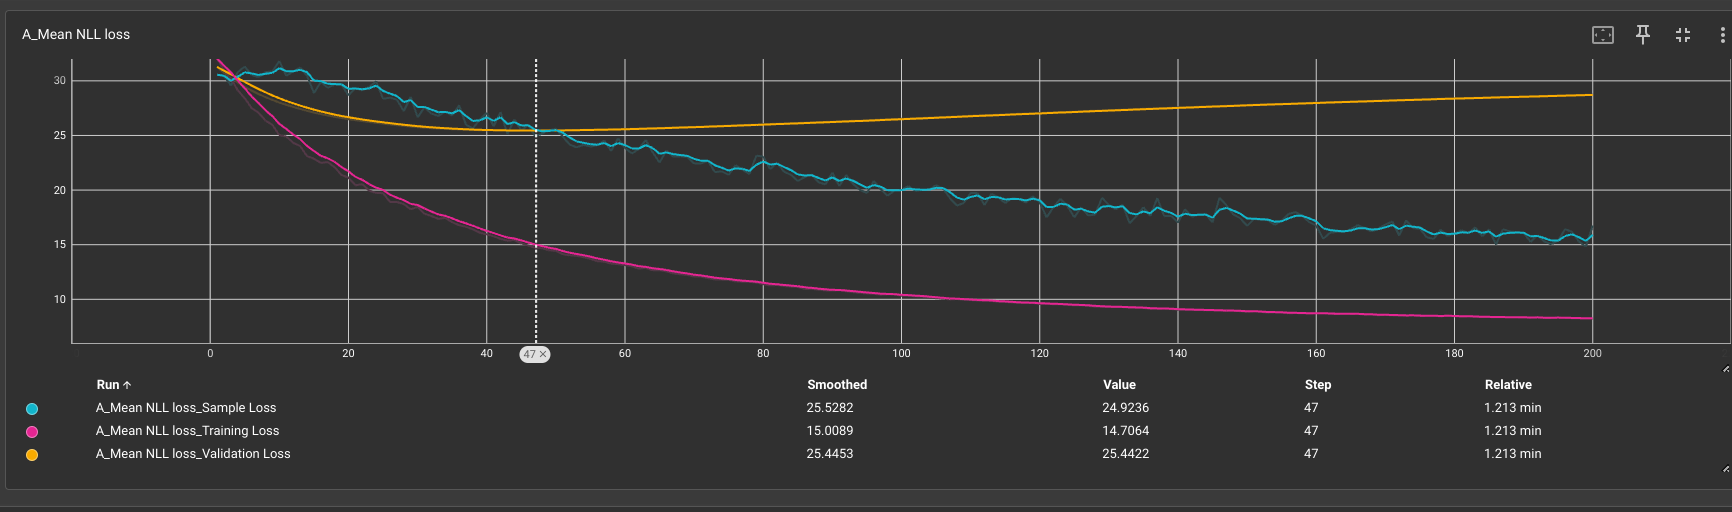 A_Mean NLL loss
30
25
20
15
10
0 20 40 47 × 60 80 100 120 140 160 180 200
Run ↑ Smoothed Value Step Relative
A_Mean NLL loss_Sample Loss 25.5282 24.9236 47 1.213 min
A_Mean NLL loss_Training Loss 15.0089 14.7064 47 1.213 min
A_Mean NLL loss_Validation Loss 25.4453 25.4422 47 1.213 min